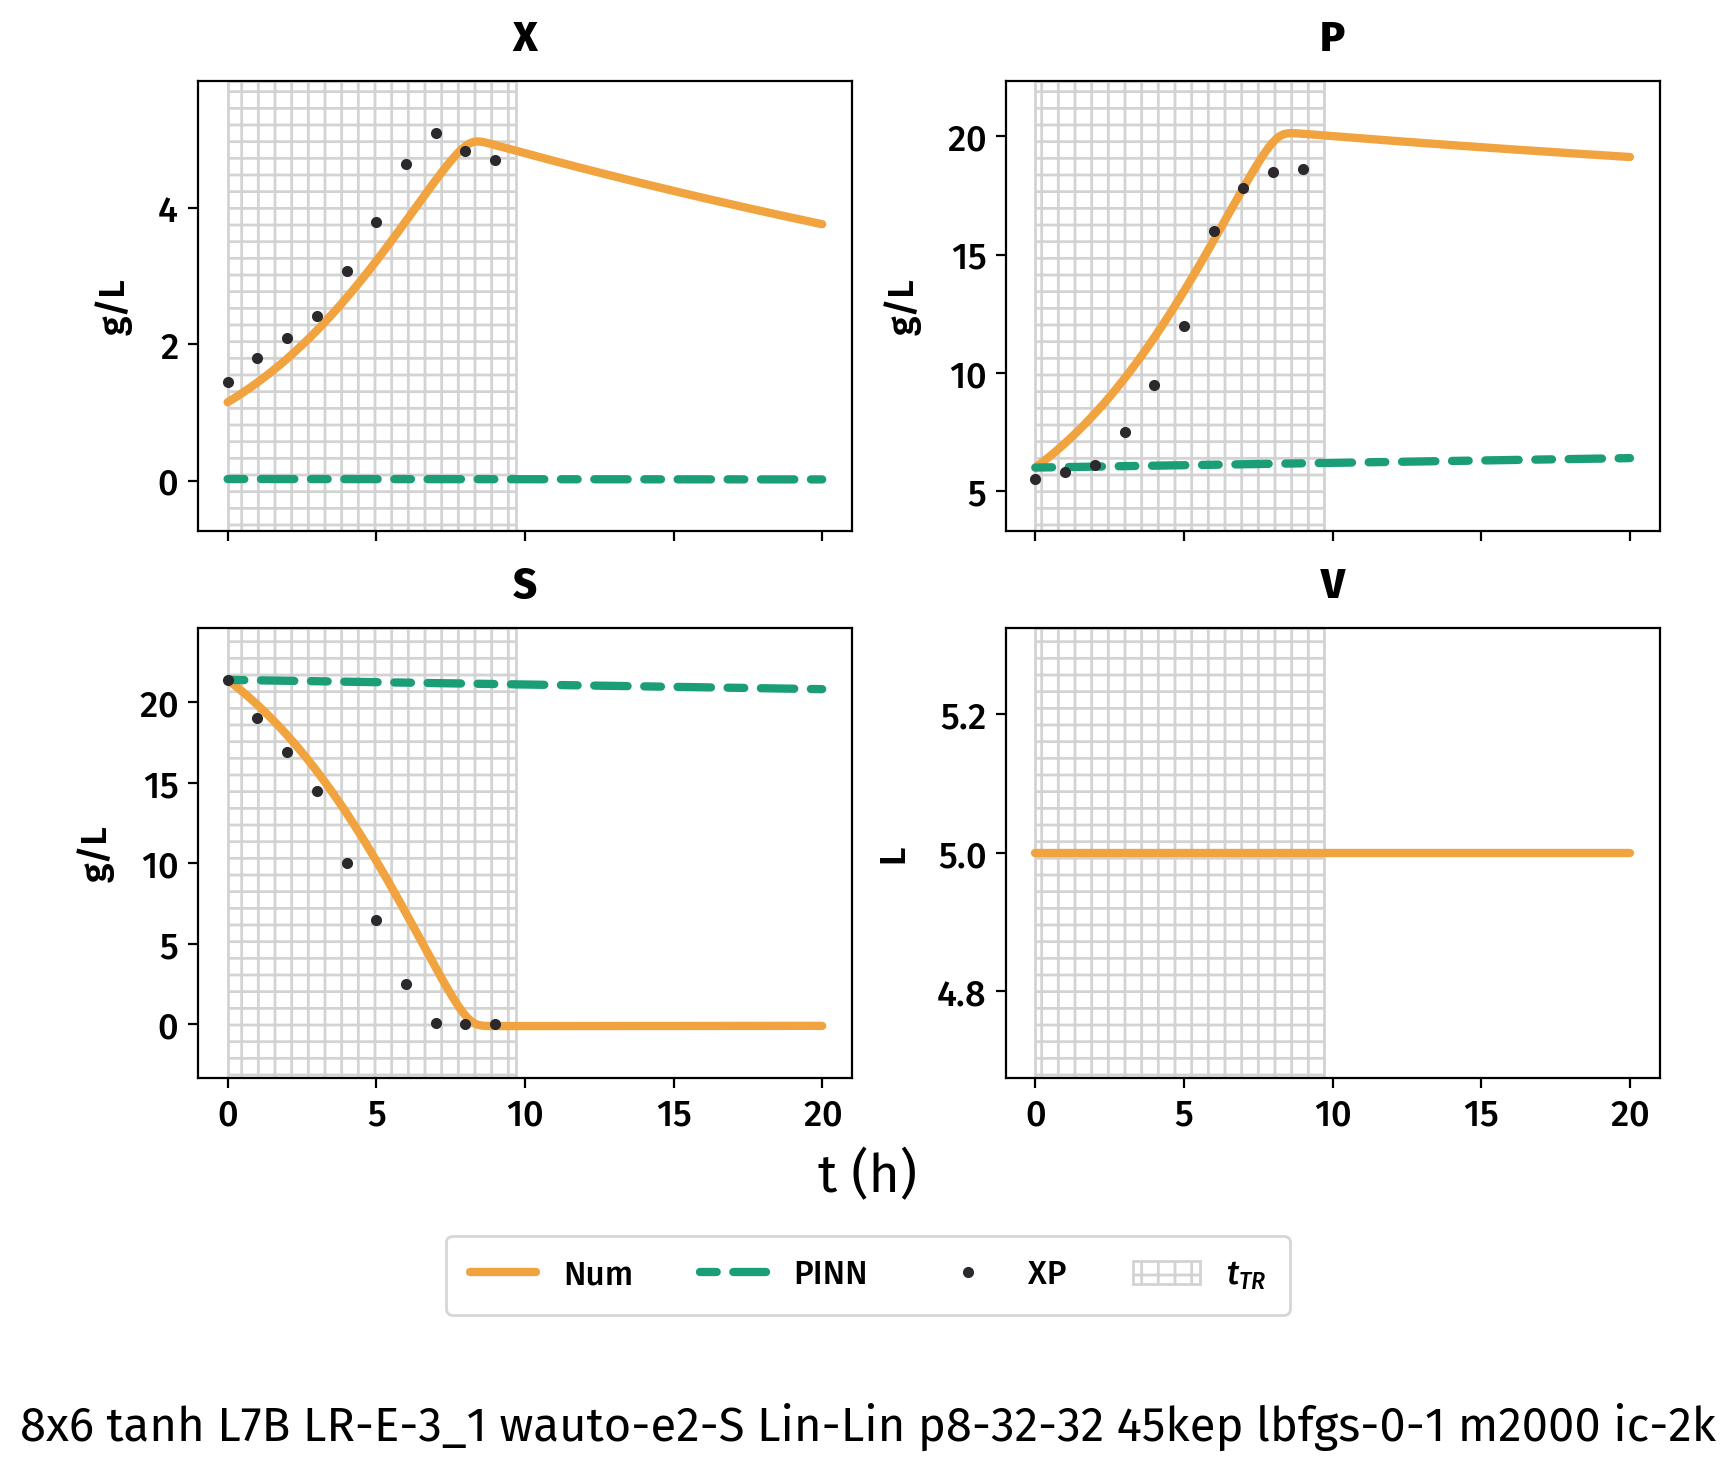 X
P
4
2
0
g/L
20
15
10
5
g/L
S
V
20
15
10
5
0
g/L
5.2
5.0
4.8
L
0 5 10 15 20
0 5 10 15 20
t (h)
Num PINN XP t_TR
8x6 tanh L7B LR-E-3_1 wauto-e2-S Lin-Lin p8-32-32 45kep lbfgs-0-1 m2000 ic-2k